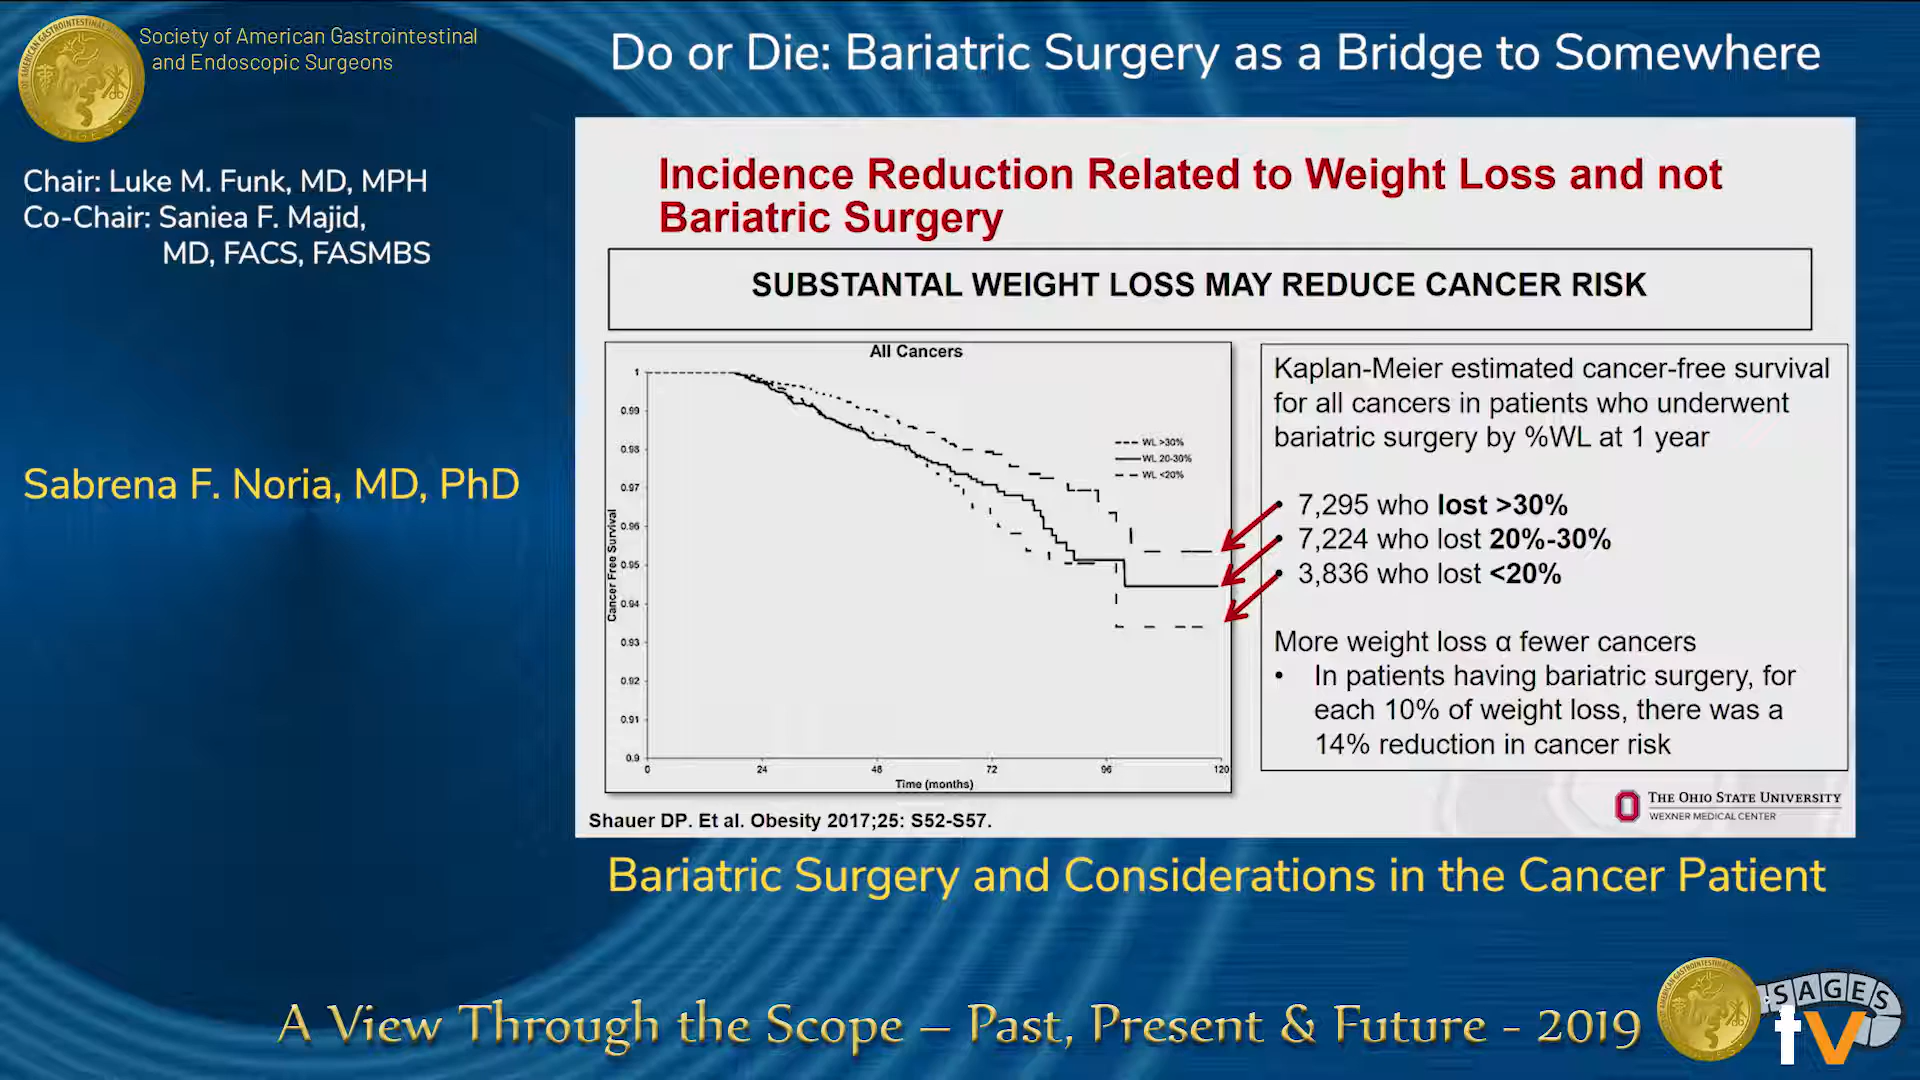 Society of American Gastrointestinal
and Endoscopic Surgeons
Do or Die: Bariatric Surgery as a Bridge to Somewhere
Chair: Luke M. Funk, MD, MPH
Co-Chair: Saniea F. Majid,
MD, FACS, FASMBS
Sabrena F. Noria, MD, PhD
Incidence Reduction Related to Weight Loss and not
Bariatric Surgery
SUBSTANTAL WEIGHT LOSS MAY REDUCE CANCER RISK
All Cancers
1
0.99
0.98
0.97
0.96
0.95
0.94
0.93
0.92
0.91
0.9
Cancer Free Survival
WL >30%
WL 20-30%
WL <20%
0
24
48
72
96
120
Time (months)
Kaplan-Meier estimated cancer-free survival
for all cancers in patients who underwent
bariatric surgery by %WL at 1 year
• 7,295 who lost >30%
• 7,224 who lost 20%-30%
• 3,836 who lost <20%
More weight loss α fewer cancers
• In patients having bariatric surgery, for
each 10% of weight loss, there was a
14% reduction in cancer risk
THE OHIO STATE UNIVERSITY
WEXNER MEDICAL CENTER
Shauer DP. Et al. Obesity 2017;25: S52-S57.
Bariatric Surgery and Considerations in the Cancer Patient
A View Through the Scope – Past, Present & Future - 2019
SAGES
tv